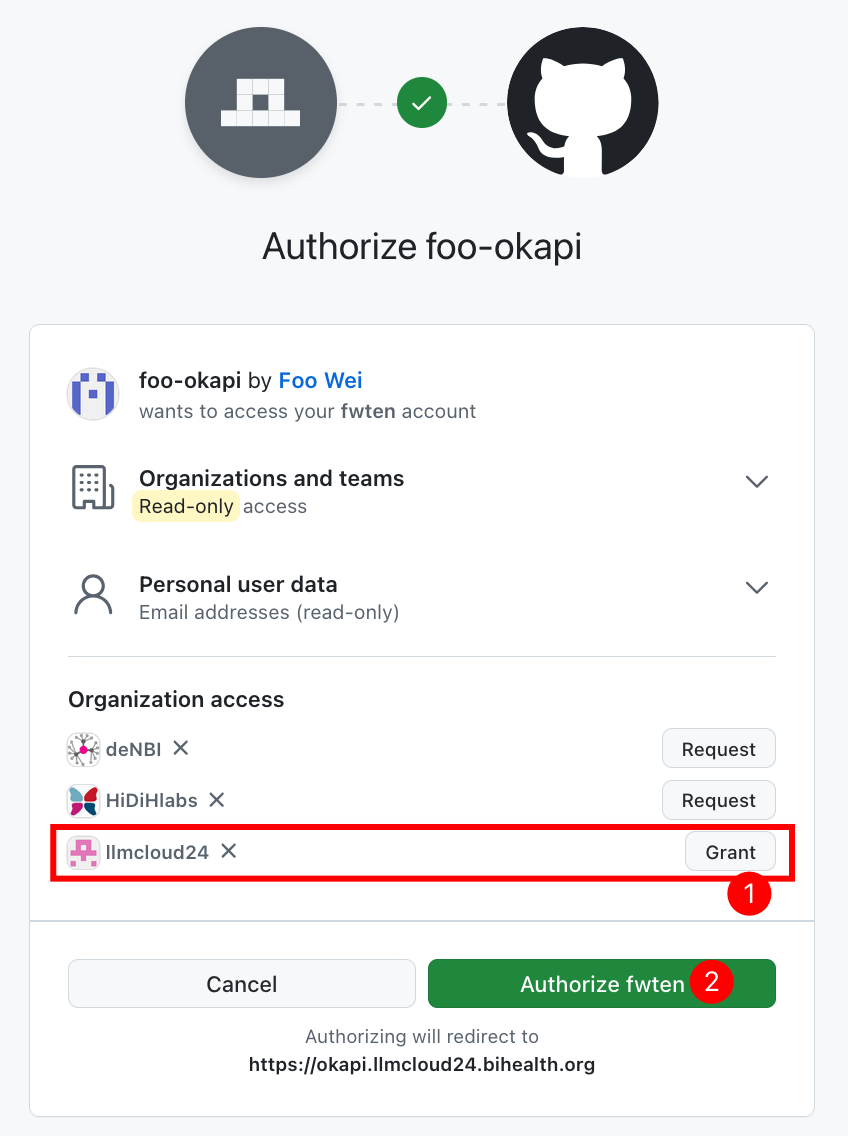 Authorize foo-okapi
foo-okapi by Foo Wei
wants to access your fwten account
Organizations and teams
Read-only access
Personal user data
Email addresses (read-only)
Organization access
deNBI Request
HiDiHlabs Request
llmcloud24 Grant
1
Cancel
Authorize fwten 2
Authorizing will redirect to
https://okapi.llmcloud24.bihealth.org